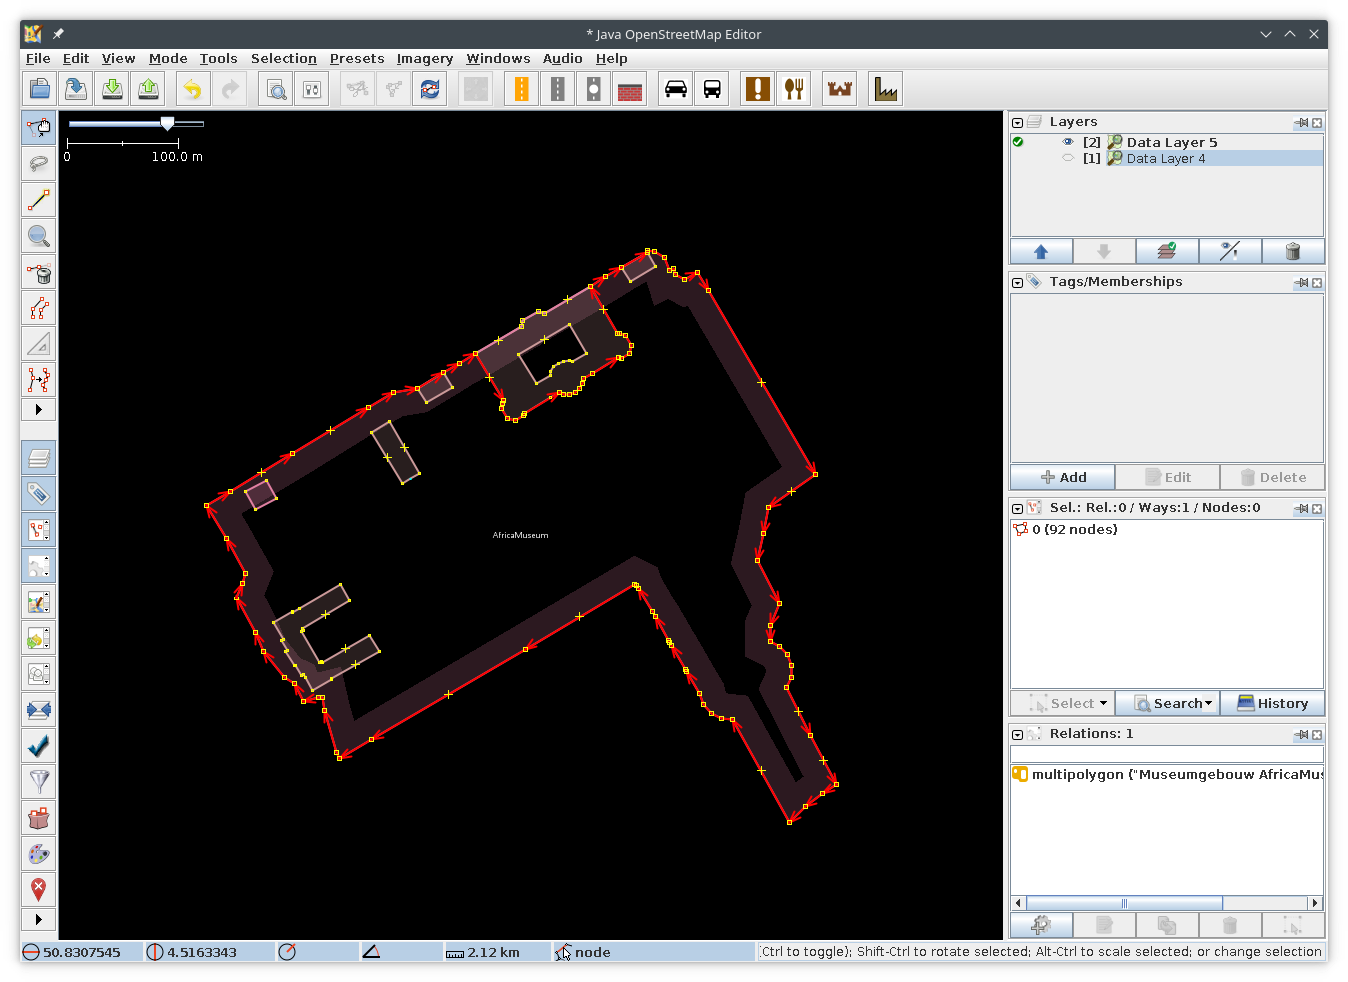 * Java OpenStreetMap Editor
File Edit View Mode Tools Selection Presets Imagery Windows Audio Help
0 100.0 m
AfricaMuseum
Layers
[2] Data Layer 5
[1] Data Layer 4
Tags/Memberships
Add Edit Delete
Sel.: Rel.:0 / Ways:1 / Nodes:0
0 (92 nodes)
Select Search History
Relations: 1
multipolygon ("Museumgebouw AfricaMus
50.8307545 4.5163343 2.12 km node Ctrl to toggle); Shift-Ctrl to rotate selected; Alt-Ctrl to scale selected; or change selection